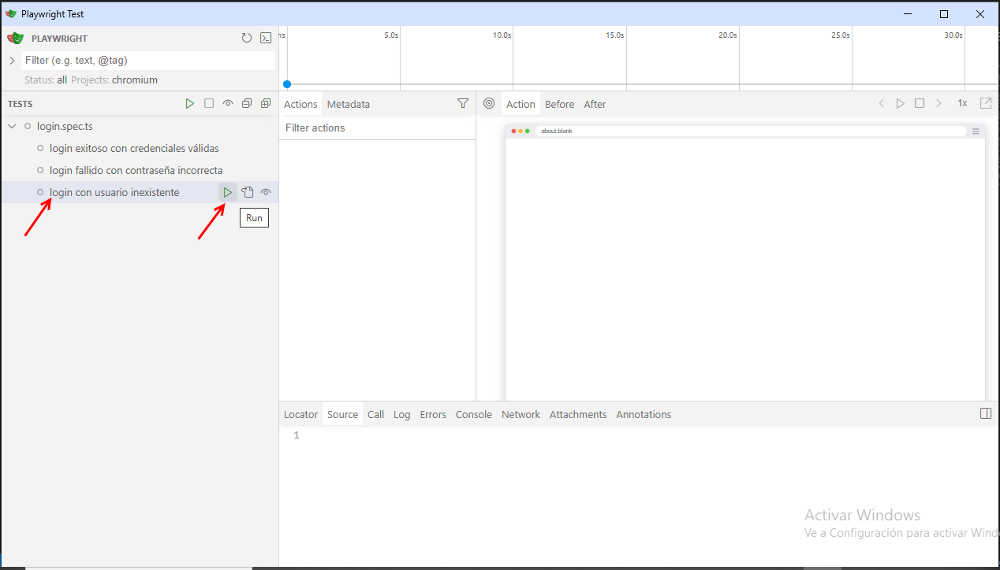 Playwright Test
PLAYWRIGHT
Filter (e.g. text, @tag)
Status: all Projects: chromium
TESTS
login.spec.ts
login exitoso con credenciales válidas
login fallido con contraseña incorrecta
login con usuario inexistente
Run
ms 5.0s 10.0s 15.0s 20.0s 25.0s 30.0s
Actions Metadata
Filter actions
Action Before After
1x
about:blank
Locator Source Call Log Errors Console Network Attachments Annotations
1
Activar Windows
Ve a Configuración para activar Wind